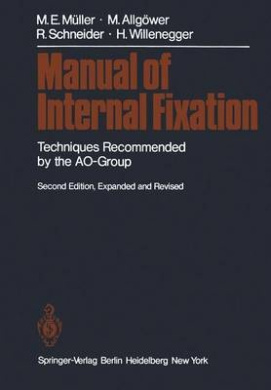 M.E.Müller · M.Allgöwer
R.Schneider · H.Willenegger
Manual of
Internal Fixation
Techniques Recommended
by the AO-Group
Second Edition, Expanded and Revised
Springer-Verlag Berlin Heidelberg New York